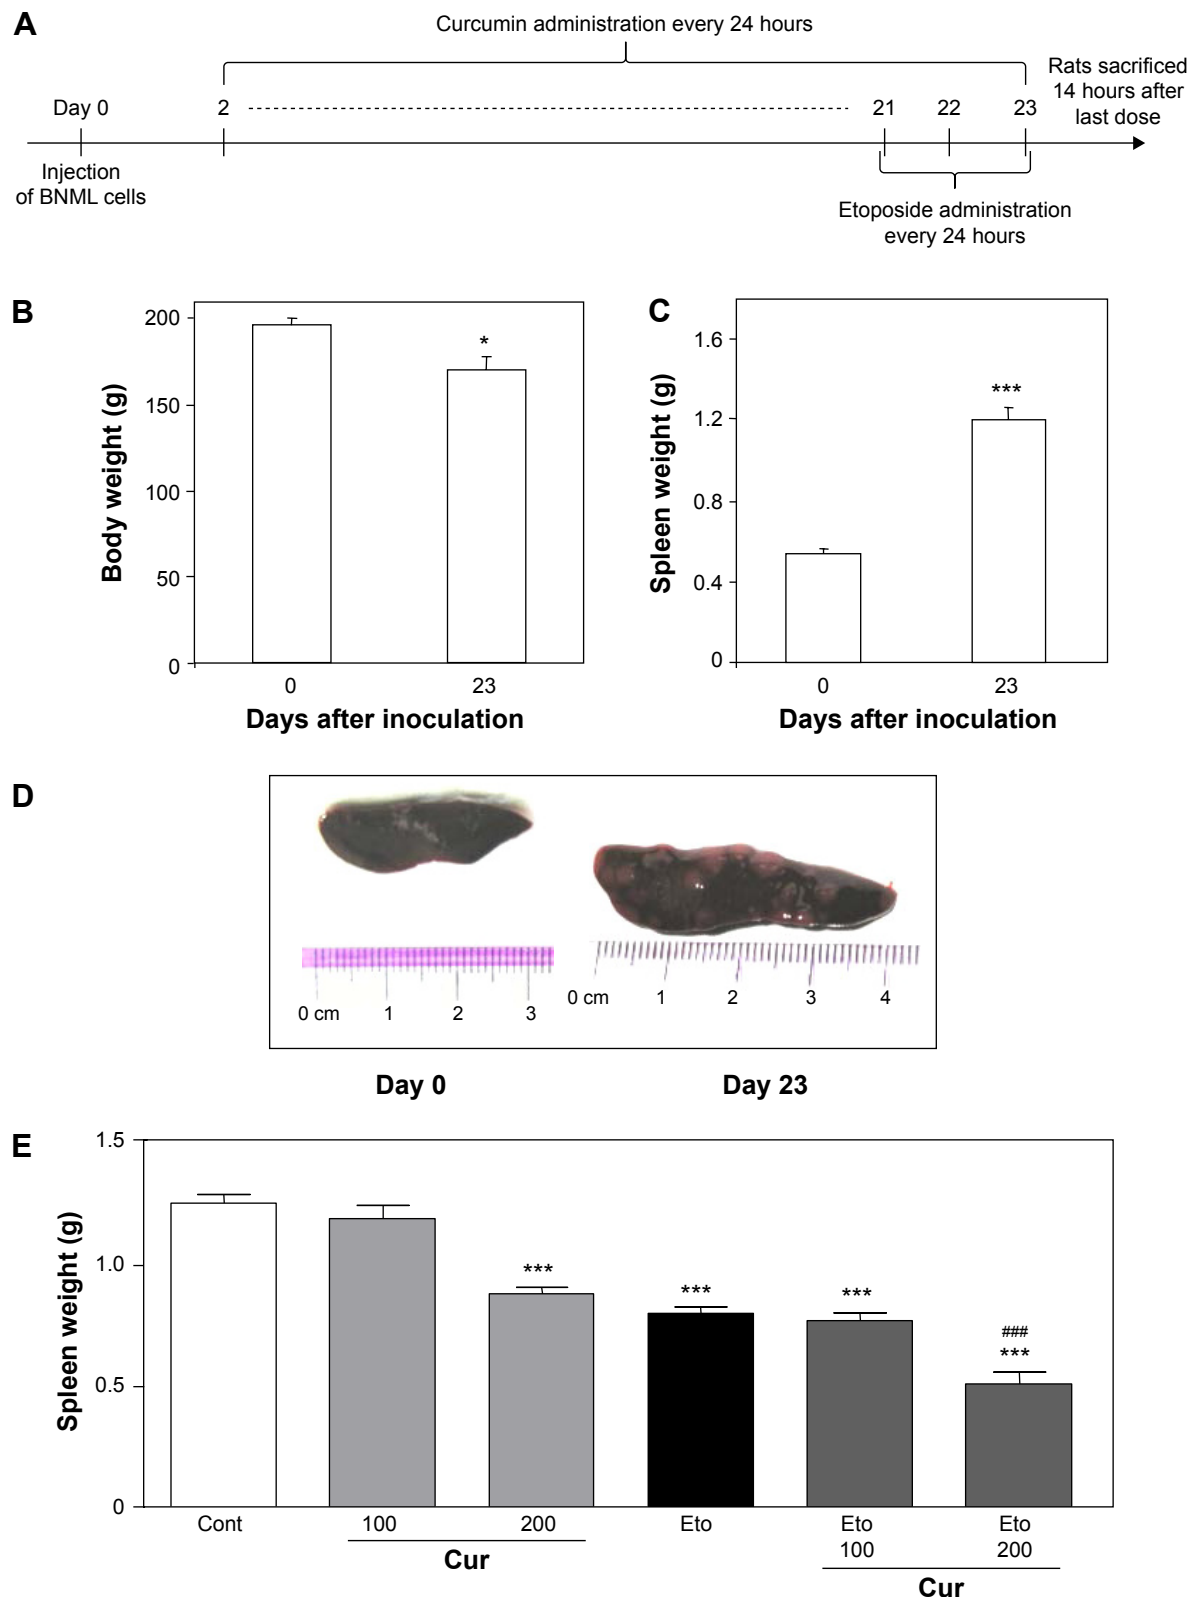 A
Curcumin administration every 24 hours
Rats sacrificed
14 hours after
last dose
Day 0
2
21
22
23
Injection
of BNML cells
Etoposide administration
every 24 hours
B
Body weight (g)
200
150
100
50
0
*
0
23
Days after inoculation
C
Spleen weight (g)
1.6
1.2
0.8
0.4
0
***
0
23
Days after inoculation
D
0 cm 1 2 3
0 cm 1 2 3 4
Day 0
Day 23
E
Spleen weight (g)
1.5
1.0
0.5
0
***
***
***
###
***
Cont
100
200
Cur
Eto
Eto
100
Eto
200
Cur